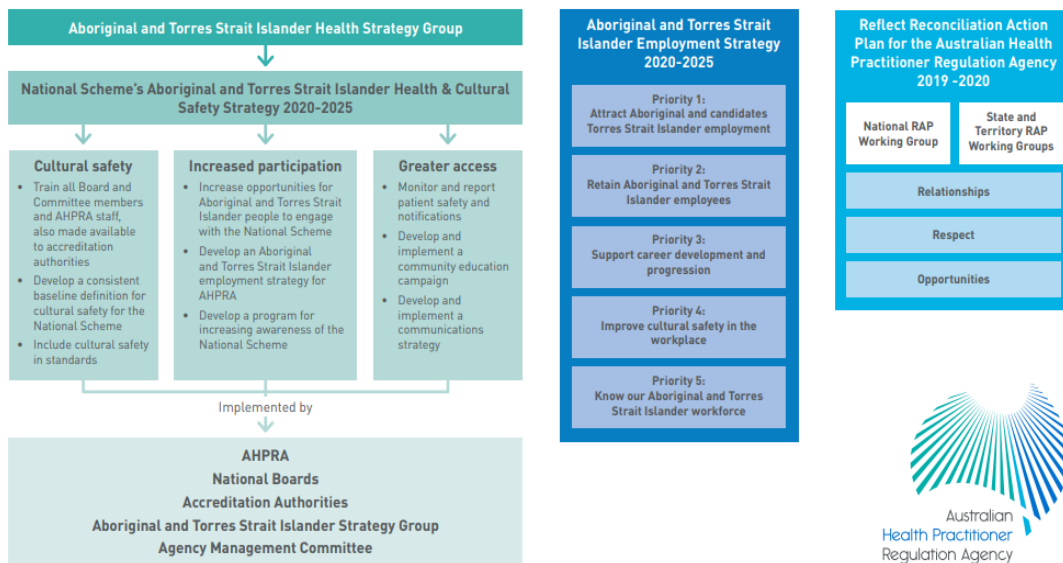 Aboriginal and Torres Strait Islander Health Strategy Group
National Scheme's Aboriginal and Torres Strait Islander Health & Cultural
Safety Strategy 2020-2025
Cultural safety
• Train all Board and
Committee members
and AHPRA staff,
also made available
to accreditation
authorities
• Develop a consistent
baseline definition for
cultural safety for the
National Scheme
• Include cultural safety
in standards
Increased participation
• Increase opportunities for
Aboriginal and Torres Strait
Islander people to engage
with the National Scheme
• Develop an Aboriginal
and Torres Strait Islander
employment strategy for
AHPRA
• Develop a program for
increasing awareness of the
National Scheme
Greater access
• Monitor and report
patient safety and
notifications
• Develop and
implement a
community education
campaign
• Develop and
implement a
communications
strategy
Implemented by
AHPRA
National Boards
Accreditation Authorities
Aboriginal and Torres Strait Islander Strategy Group
Agency Management Committee
Aboriginal and Torres Strait
Islander Employment Strategy
2020-2025
Priority 1:
Attract Aboriginal and candidates
Torres Strait Islander employment
Priority 2:
Retain Aboriginal and Torres Strait
Islander employees
Priority 3:
Support career development and
progression
Priority 4:
Improve cultural safety in the
workplace
Priority 5:
Know our Aboriginal and Torres
Strait Islander workforce
Reflect Reconciliation Action
Plan for the Australian Health
Practitioner Regulation Agency
2019 -2020
National RAP
Working Group
State and
Territory RAP
Working Groups
Relationships
Respect
Opportunities
Australian
Health Practitioner
Regulation Agency